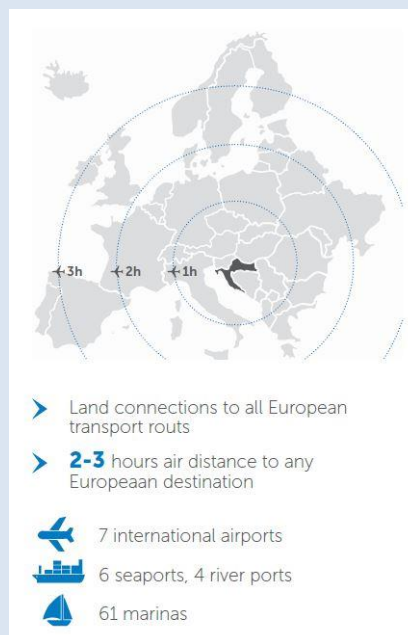 3h
2h
1h
Land connections to all European
transport routs
2-3 hours air distance to any
Europeaan destination
7 international airports
6 seaports, 4 river ports
61 marinas